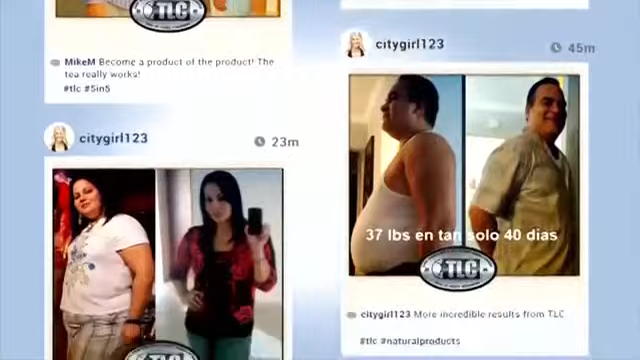 TLC
MikeM Become a product of the product! The
tea really works!
#tlc #5in5
citygirl123
23m
TLC
citygirl123
45m
37 lbs en tan solo 40 dias
TLC
citygirl123 More incredible results from TLC
#tlc #naturalproducts